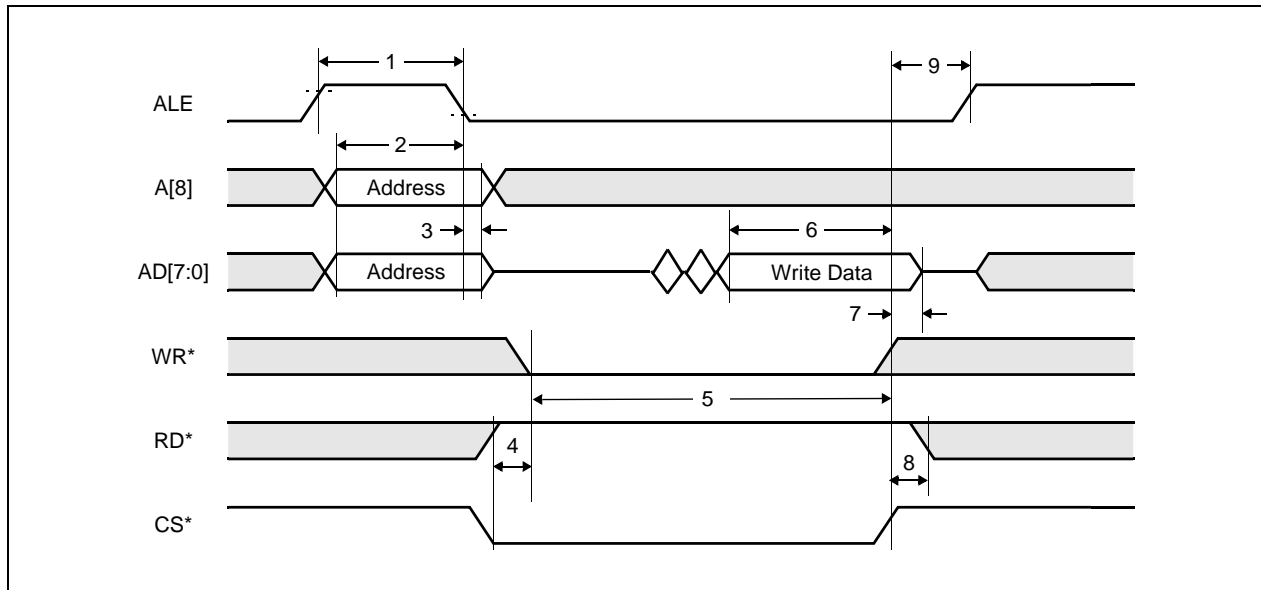 1
9
ALE
2
A[8]
Address
3
6
AD[7:0]
Address
Write Data
7
WR*
5
RD*
4
8
CS*